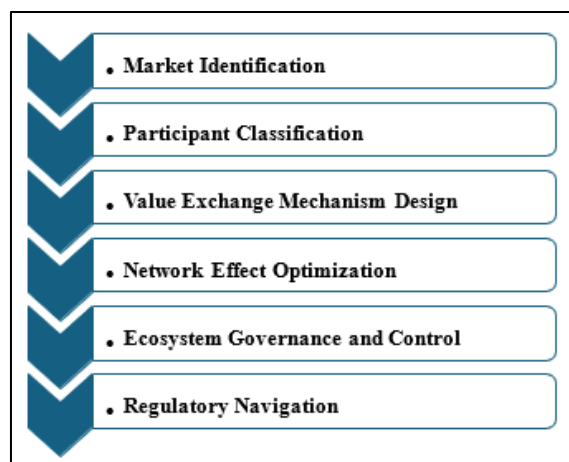 • Market Identification
• Participant Classification
• Value Exchange Mechanism Design
• Network Effect Optimization
• Ecosystem Governance and Control
• Regulatory Navigation